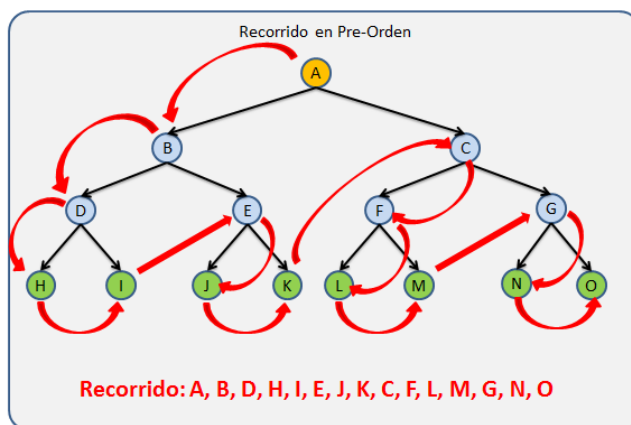 Recorrido en Pre-Orden
A
B
C
D
E
F
G
H
I
J
K
L
M
N
O
Recorrido: A, B, D, H, I, E, J, K, C, F, L, M, G, N, O